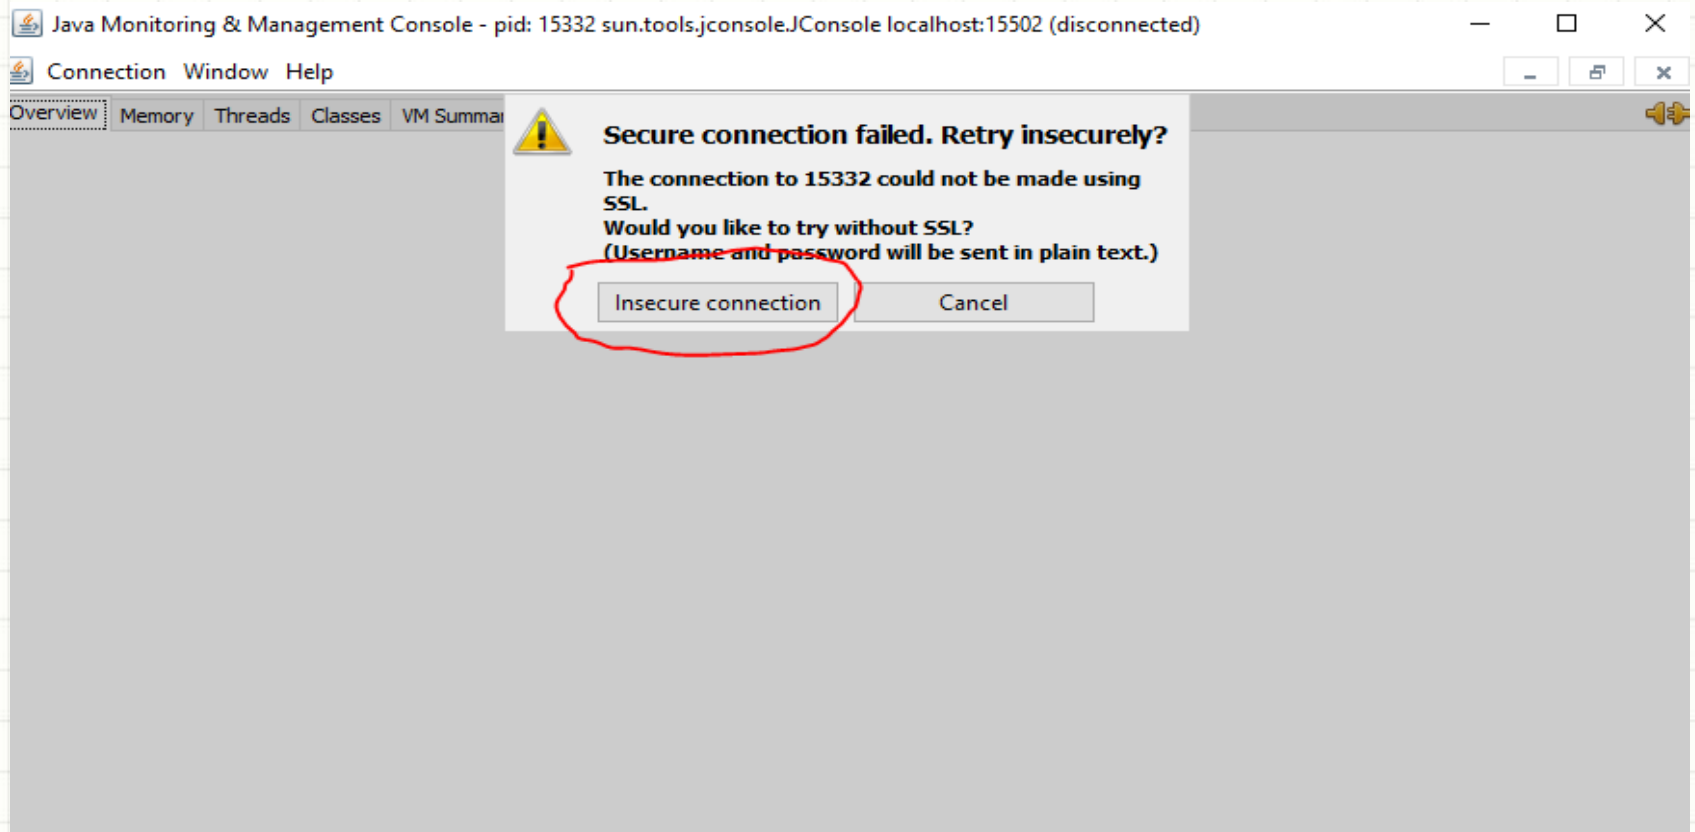 Java Monitoring & Management Console - pid: 15332 sun.tools.jconsole.JConsole localhost:15502 (disconnected)
Connection Window Help
Overview Memory Threads Classes VM Summar
Secure connection failed. Retry insecurely?
The connection to 15332 could not be made using
SSL.
Would you like to try without SSL?
(Username and password will be sent in plain text.)
Insecure connection Cancel